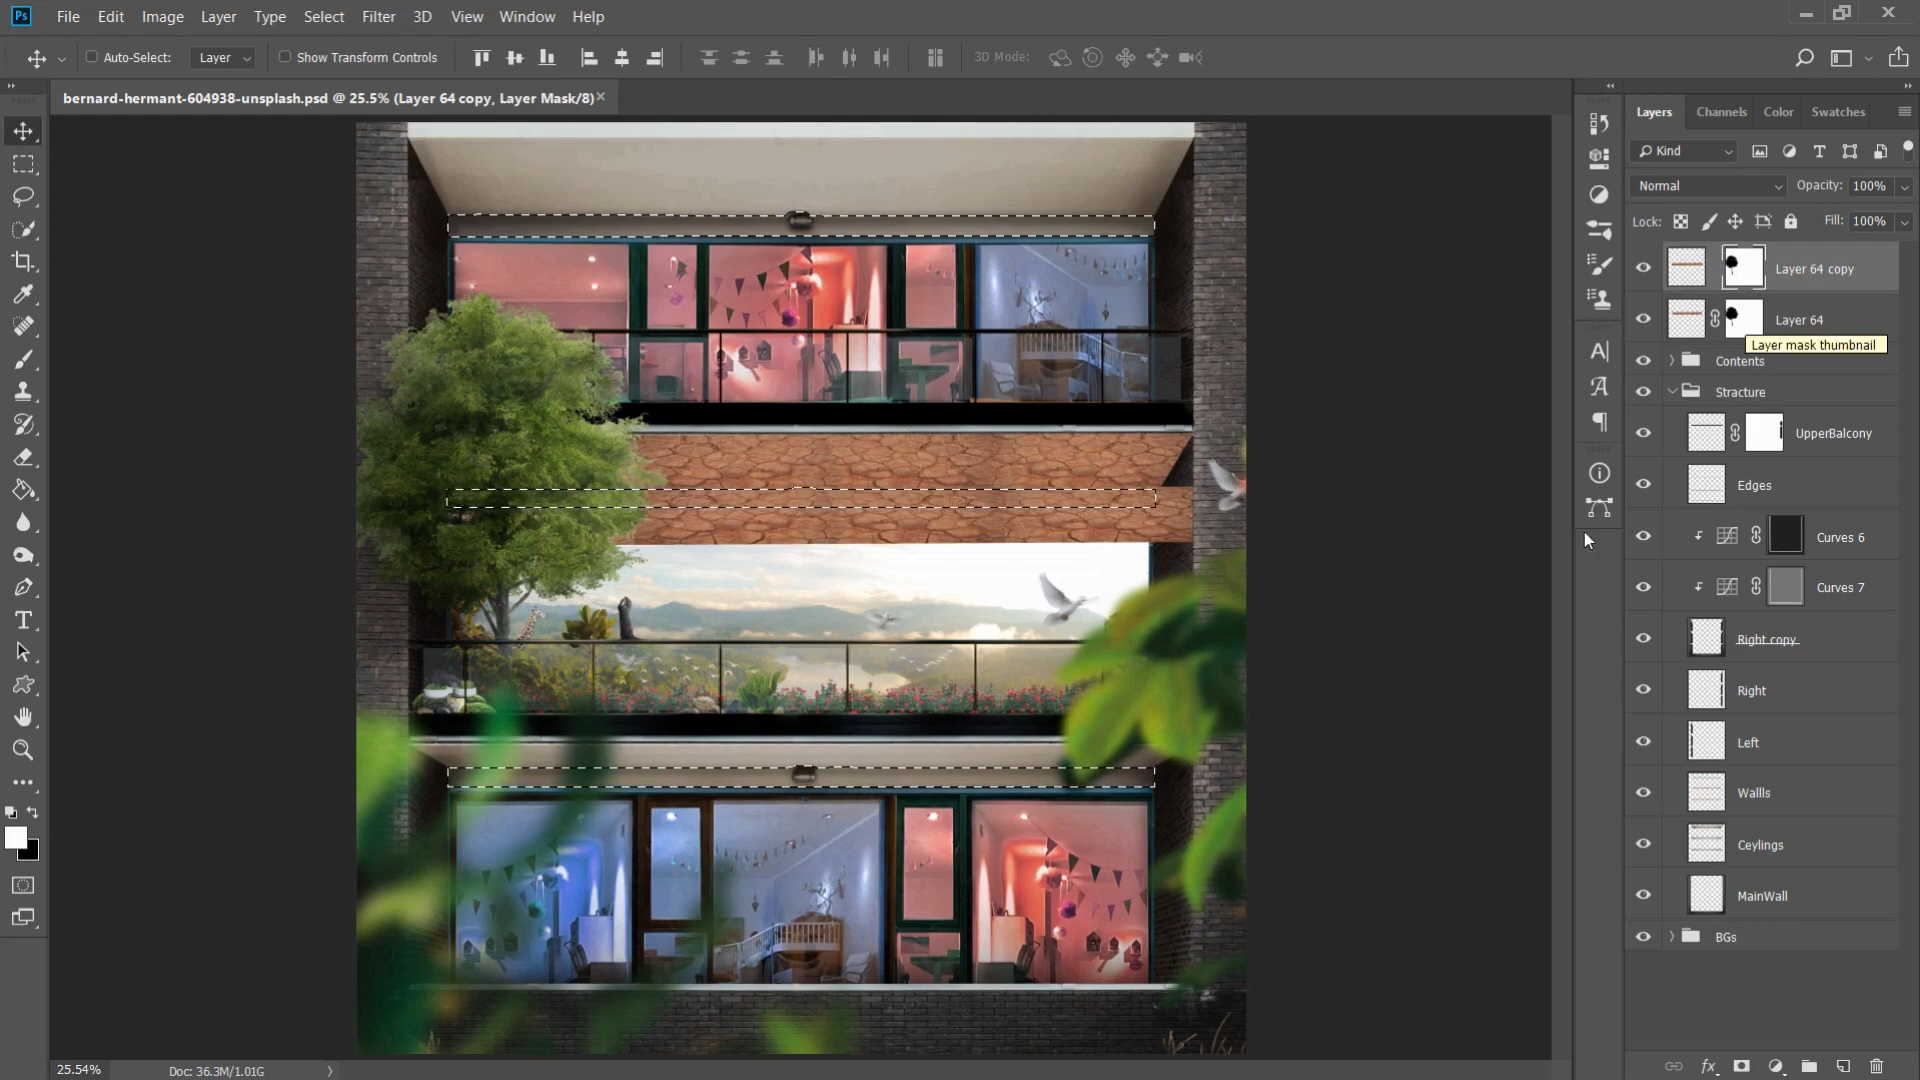 Ps File Edit Image Layer Type Select Filter 3D View Window Help
Auto-Select: Layer Show Transform Controls 3D Mode:
bernard-hermant-604938-unsplash.psd @ 25.5% (Layer 64 copy, Layer Mask/8)
Layers Channels Color Swatches
Kind
Normal Opacity: 100%
Lock: Fill: 100%
Layer 64 copy
Layer 64
Layer mask thumbnail
Contents
Stracture
UpperBalcony
Edges
Curves 6
Curves 7
Right copy
Right
Left
Wallls
Ceylings
MainWall
BGs
25.54% Doc: 36.3M/1.01G